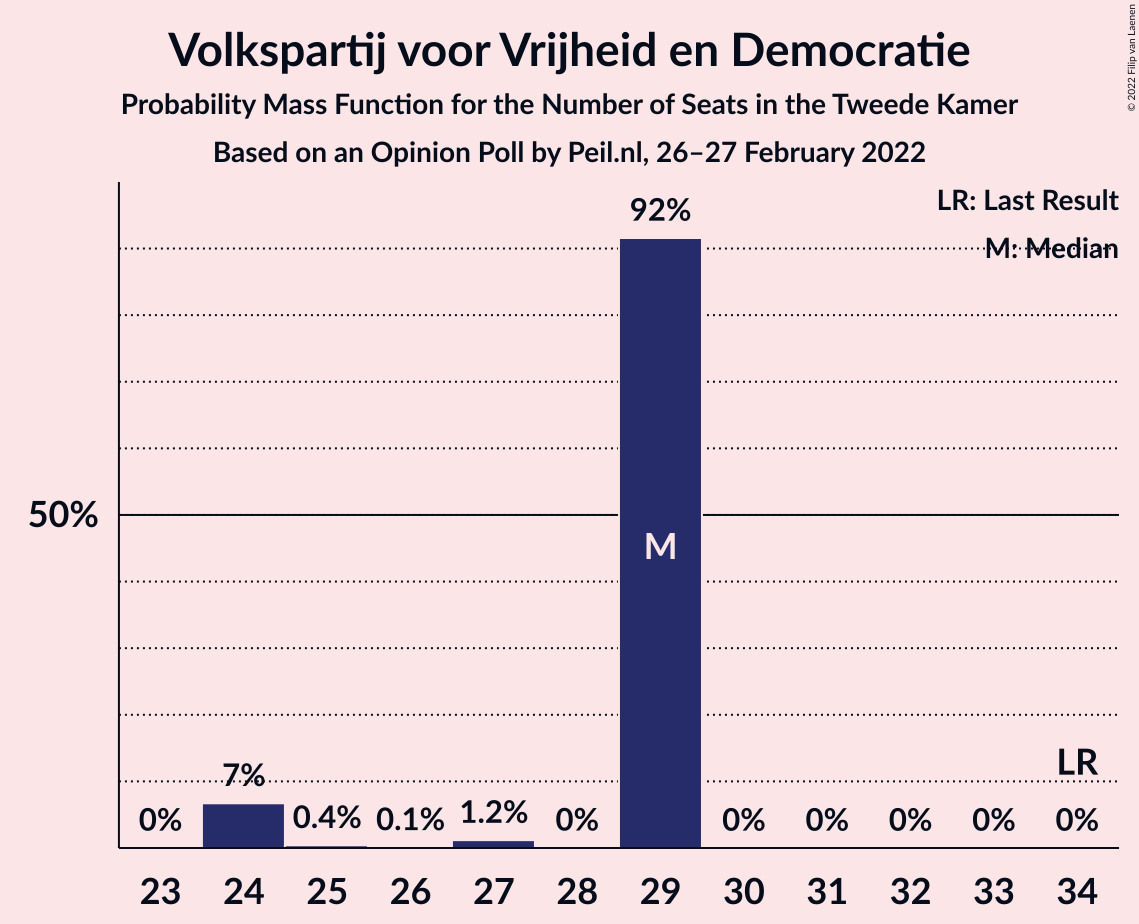 Volkspartij voor Vrijheid en Democratie
Probability Mass Function for the Number of Seats in the Tweede Kamer
Based on an Opinion Poll by Peil.nl, 26–27 February 2022
© 2022 Filip van Laenen
LR: Last Result
M: Median
92%
50%
M
LR
0% 7% 0.4% 0.1% 1.2% 0% 0% 0% 0% 0% 0%
23 24 25 26 27 28 29 30 31 32 33 34